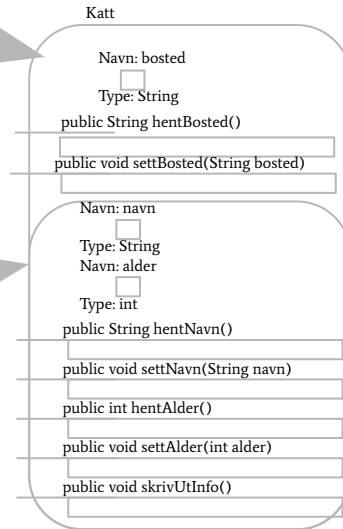 Katt
Navn: bosted
Type: String
public String hentBosted()
public void settBosted(String bosted)
Navn: navn
Type: String
Navn: alder
Type: int
public String hentNavn()
public void settNavn(String navn)
public int hentAlder()
public void settAlder(int alder)
public void skrivUtInfo()